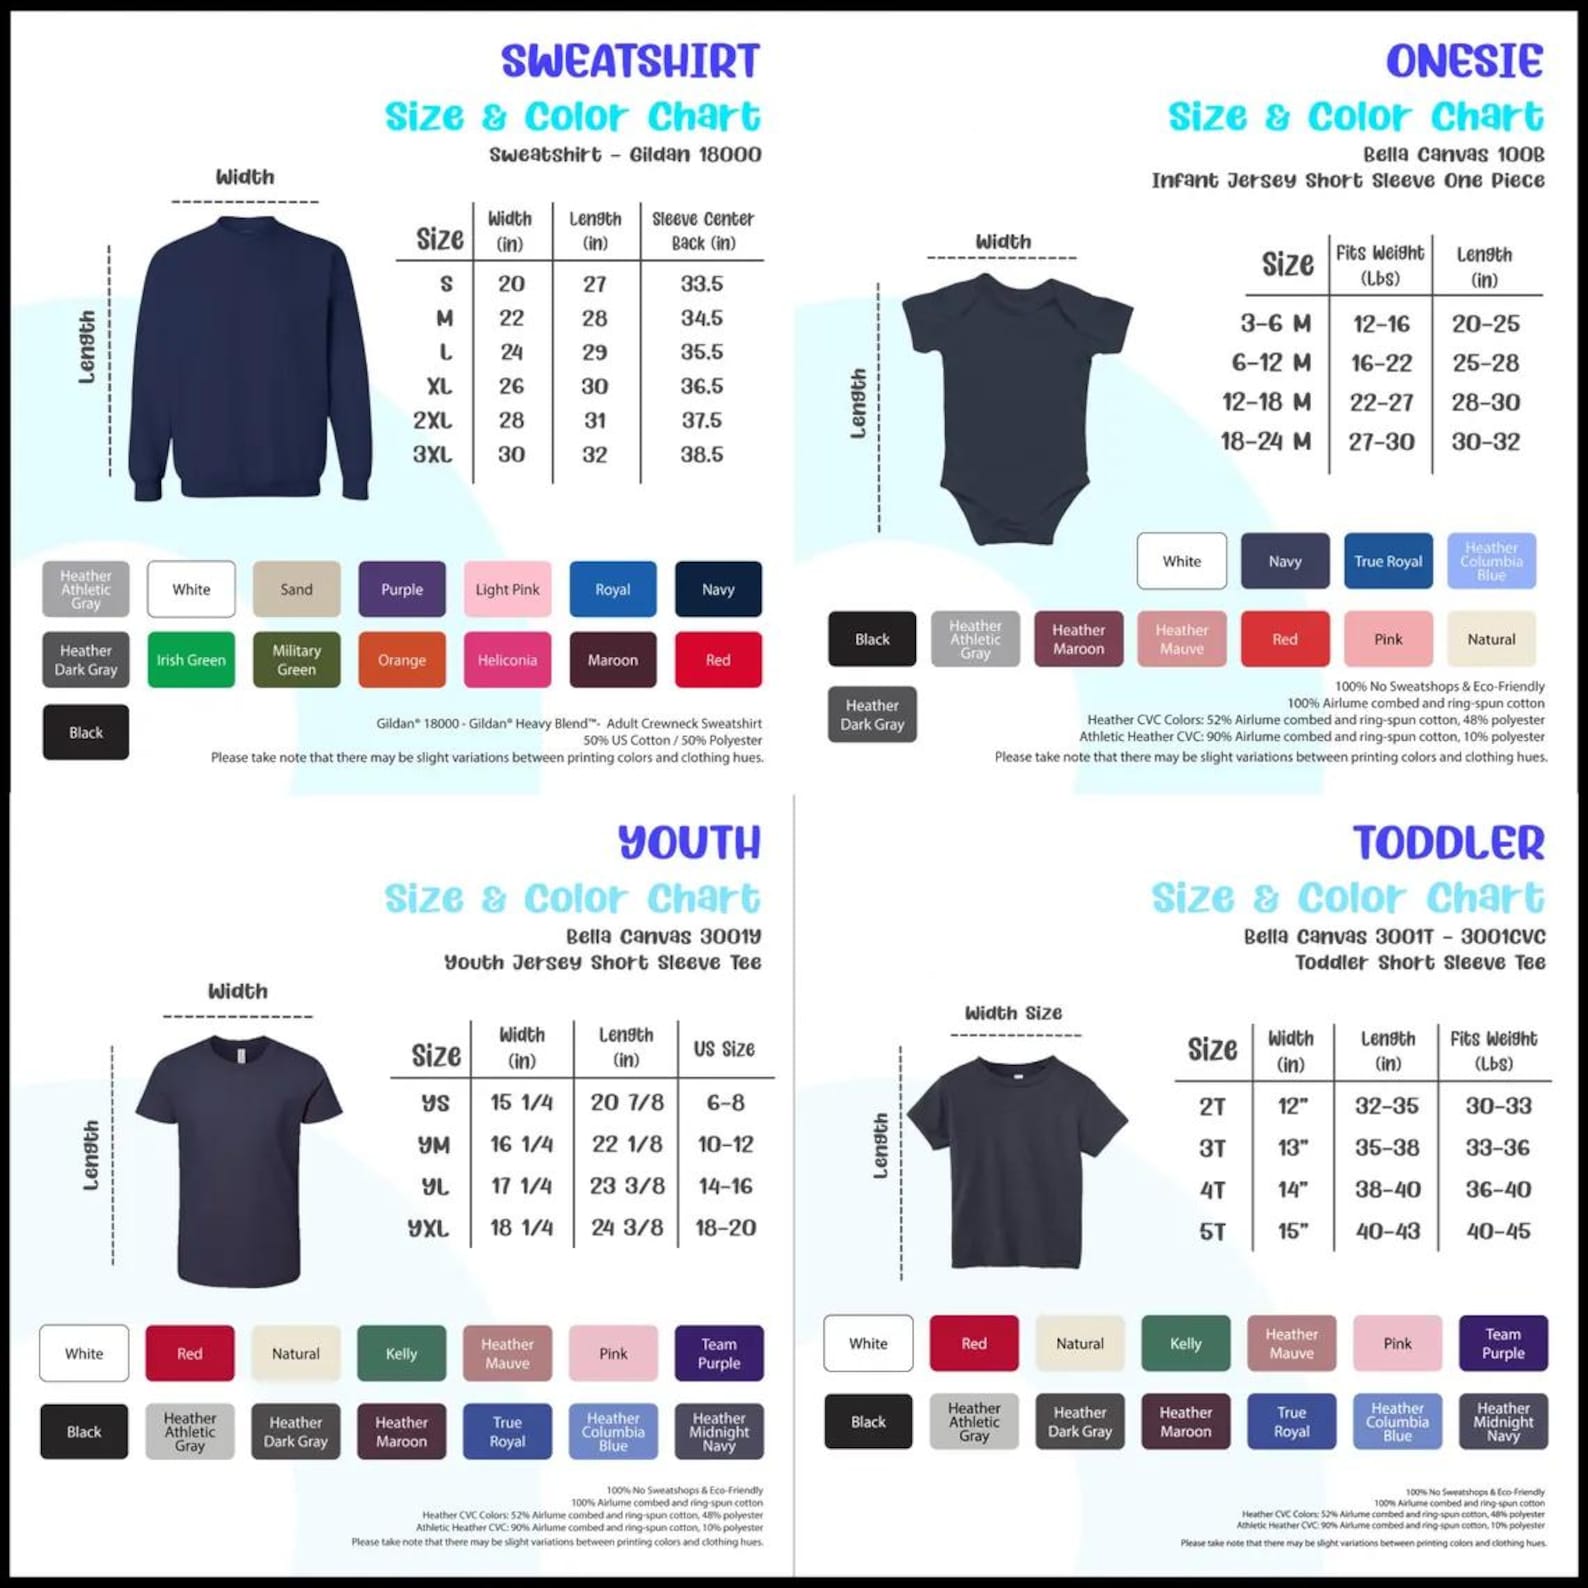 SWEATSHIRT
Size & Color Chart
Sweatshirt - Gildan 18000
Width
Length
Size Width (in) Length (in) Sleeve Center Back (in)
S 20 27 33.5
M 22 28 34.5
L 24 29 35.5
XL 26 30 36.5
2XL 28 31 37.5
3XL 30 32 38.5
Heather Athletic Gray White Sand Purple Light Pink Royal Navy
Heather Dark Gray Irish Green Military Green Orange Heliconia Maroon Red
Black
Gildan® 18000 - Gildan® Heavy Blend™- Adult Crewneck Sweatshirt
50% US Cotton / 50% Polyester
Please take note that there may be slight variations between printing colors and clothing hues.
ONESIE
Size & Color Chart
Bella Canvas 100B
Infant Jersey Short Sleeve One Piece
Width
Length
Size Fits Weight (Lbs) Length (in)
3-6 M 12-16 20-25
6-12 M 16-22 25-28
12-18 M 22-27 28-30
18-24 M 27-30 30-32
White Navy True Royal Heather Columbia Blue
Black Heather Athletic Gray Heather Maroon Heather Mauve Red Pink Natural
Heather Dark Gray
100% No Sweatshops & Eco-Friendly
100% Airlume combed and ring-spun cotton
Heather CVC Colors: 52% Airlume combed and ring-spun cotton, 48% polyester
Athletic Heather CVC: 90% Airlume combed and ring-spun cotton, 10% polyester
Please take note that there may be slight variations between printing colors and clothing hues.
YOUTH
Size & Color Chart
Bella Canvas 3001Y
Youth Jersey Short Sleeve Tee
Width
Length
Size Width (in) Length (in) US Size
YS 15 1/4 20 7/8 6-8
YM 16 1/4 22 1/8 10-12
YL 17 1/4 23 3/8 14-16
YXL 18 1/4 24 3/8 18-20
White Red Natural Kelly Heather Mauve Pink Team Purple
Black Heather Athletic Gray Heather Dark Gray Heather Maroon True Royal Heather Columbia Blue Heather Midnight Navy
100% No Sweatshops & Eco-Friendly
100% Airlume combed and ring-spun cotton
Heather CVC Colors: 52% Airlume combed and ring-spun cotton, 48% polyester
Athletic Heather CVC: 90% Airlume combed and ring-spun cotton, 10% polyester
Please take note that there may be slight variations between printing colors and clothing hues.
TODDLER
Size & Color Chart
Bella Canvas 3001T - 3001CVC
Toddler Short Sleeve Tee
Width Size
Length
Size Width (in) Length (in) Fits Weight (Lbs)
2T 12" 32-35 30-33
3T 13" 35-38 33-36
4T 14" 38-40 36-40
5T 15" 40-43 40-45
White Red Natural Kelly Heather Mauve Pink Team Purple
Black Heather Athletic Gray Heather Dark Gray Heather Maroon True Royal Heather Columbia Blue Heather Midnight Navy
100% No Sweatshops & Eco-Friendly
100% Airlume combed and ring-spun cotton
Heather CVC Colors: 52% Airlume combed and ring-spun cotton, 48% polyester
Athletic Heather CVC: 90% Airlume combed and ring-spun cotton, 10% polyester
Please take note that there may be slight variations between printing colors and clothing hues.